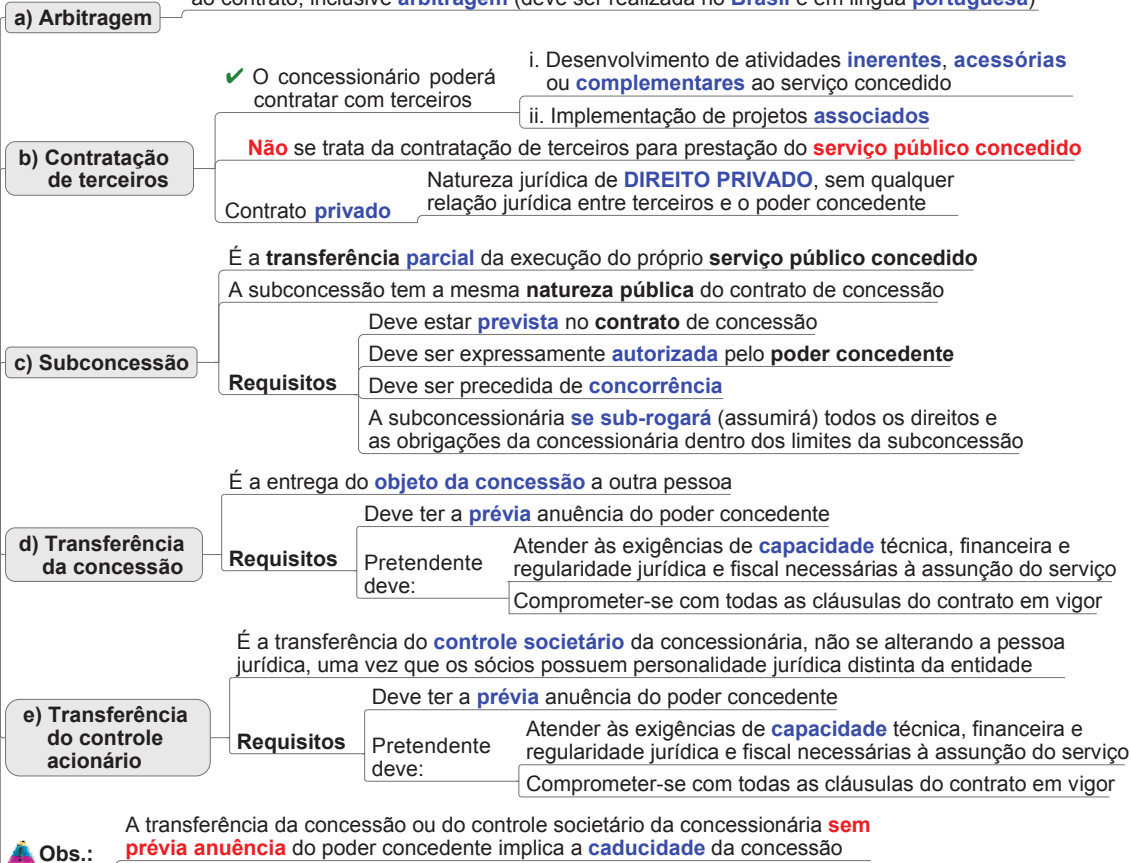 ao contrato, inclusive arbitragem (deve ser realizada no Brasil e em língua portuguesa)
a) Arbitragem
✔ O concessionário poderá
contratar com terceiros
i. Desenvolvimento de atividades inerentes, acessórias
ou complementares ao serviço concedido
ii. Implementação de projetos associados
b) Contratação
de terceiros
Não se trata da contratação de terceiros para prestação do serviço público concedido
Contrato privado
Natureza jurídica de DIREITO PRIVADO, sem qualquer
relação jurídica entre terceiros e o poder concedente
c) Subconcessão
É a transferência parcial da execução do próprio serviço público concedido
A subconcessão tem a mesma natureza pública do contrato de concessão
Requisitos
Deve estar prevista no contrato de concessão
Deve ser expressamente autorizada pelo poder concedente
Deve ser precedida de concorrência
A subconcessionária se sub-rogará (assumirá) todos os direitos e
as obrigações da concessionária dentro dos limites da subconcessão
d) Transferência
da concessão
É a entrega do objeto da concessão a outra pessoa
Requisitos
Deve ter a prévia anuência do poder concedente
Pretendente
deve:
Atender às exigências de capacidade técnica, financeira e
regularidade jurídica e fiscal necessárias à assunção do serviço
Comprometer-se com todas as cláusulas do contrato em vigor
e) Transferência
do controle
acionário
É a transferência do controle societário da concessionária, não se alterando a pessoa
jurídica, uma vez que os sócios possuem personalidade jurídica distinta da entidade
Requisitos
Deve ter a prévia anuência do poder concedente
Pretendente
deve:
Atender às exigências de capacidade técnica, financeira e
regularidade jurídica e fiscal necessárias à assunção do serviço
Comprometer-se com todas as cláusulas do contrato em vigor
Obs.:
A transferência da concessão ou do controle societário da concessionária sem
prévia anuência do poder concedente implica a caducidade da concessão